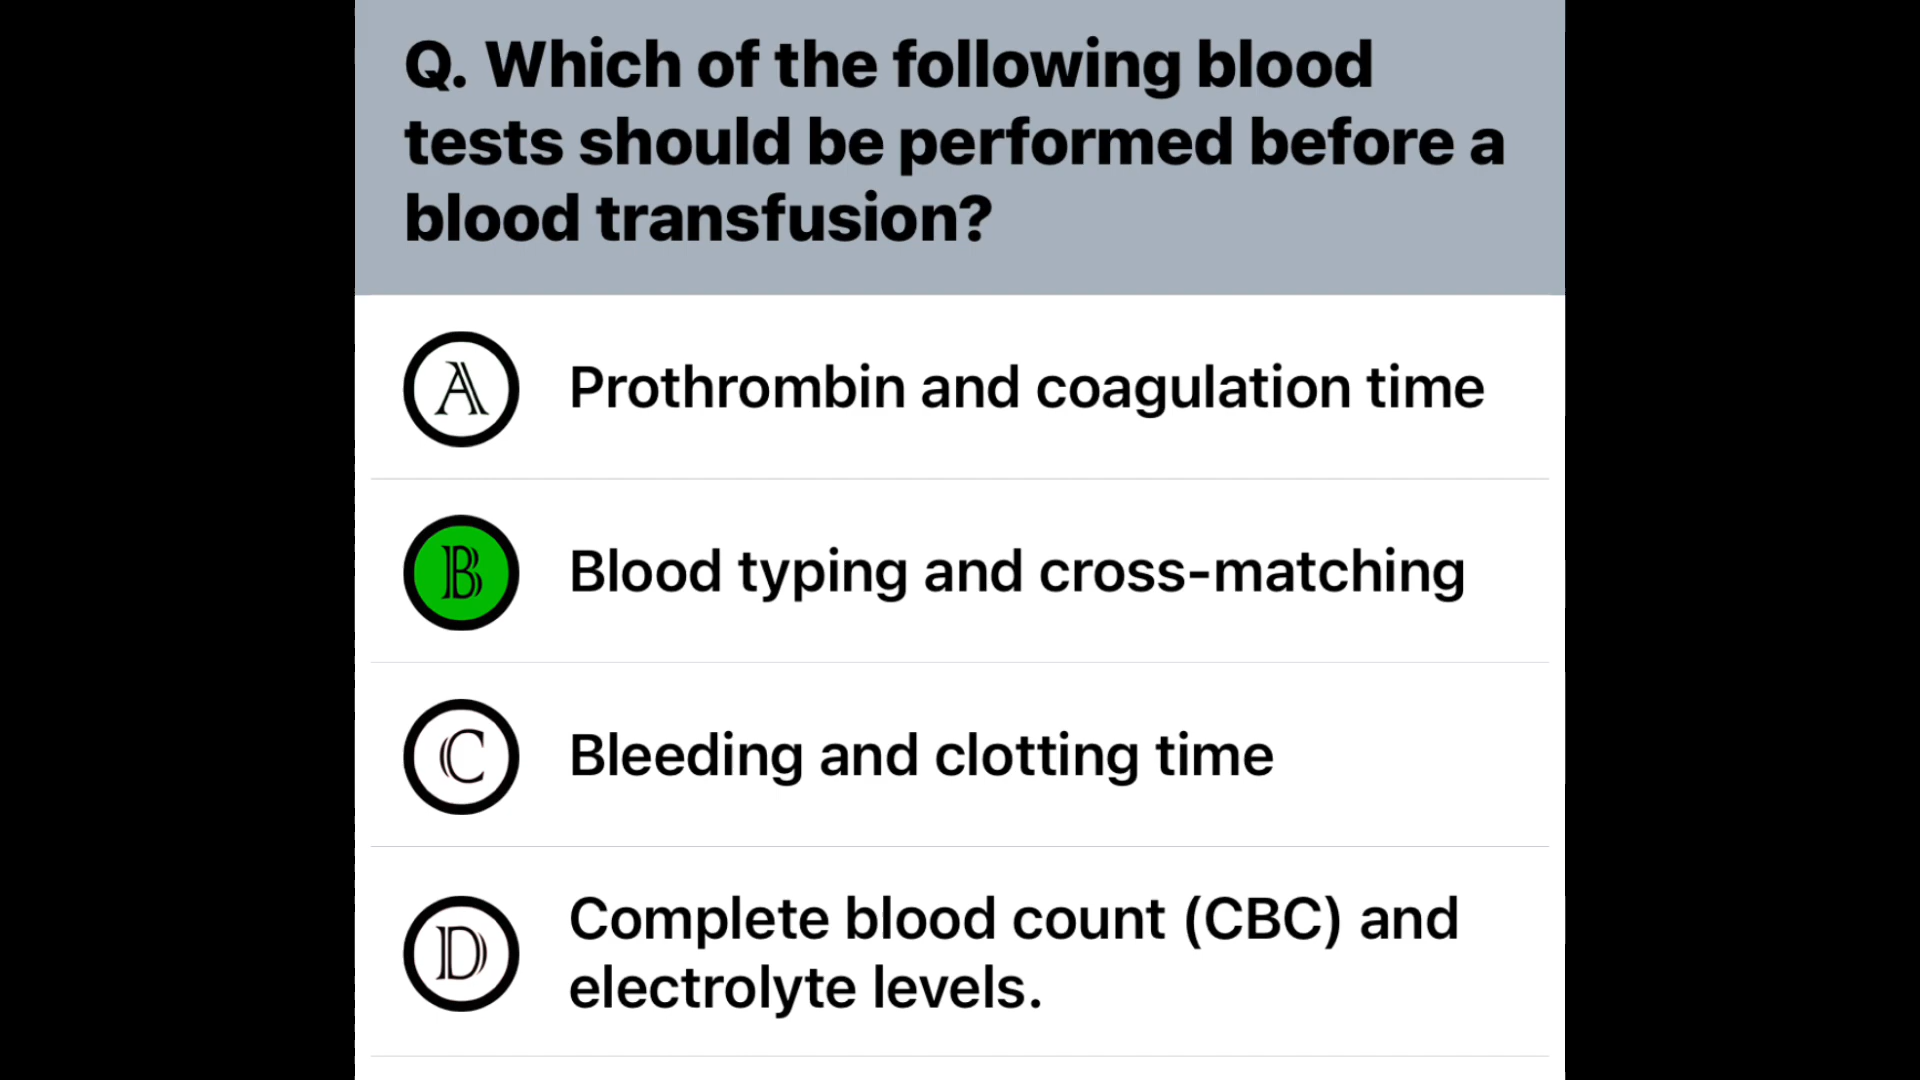 Q. Which of the following blood
tests should be performed before a
blood transfusion?
A Prothrombin and coagulation time
B Blood typing and cross-matching
C Bleeding and clotting time
D Complete blood count (CBC) and
electrolyte levels.